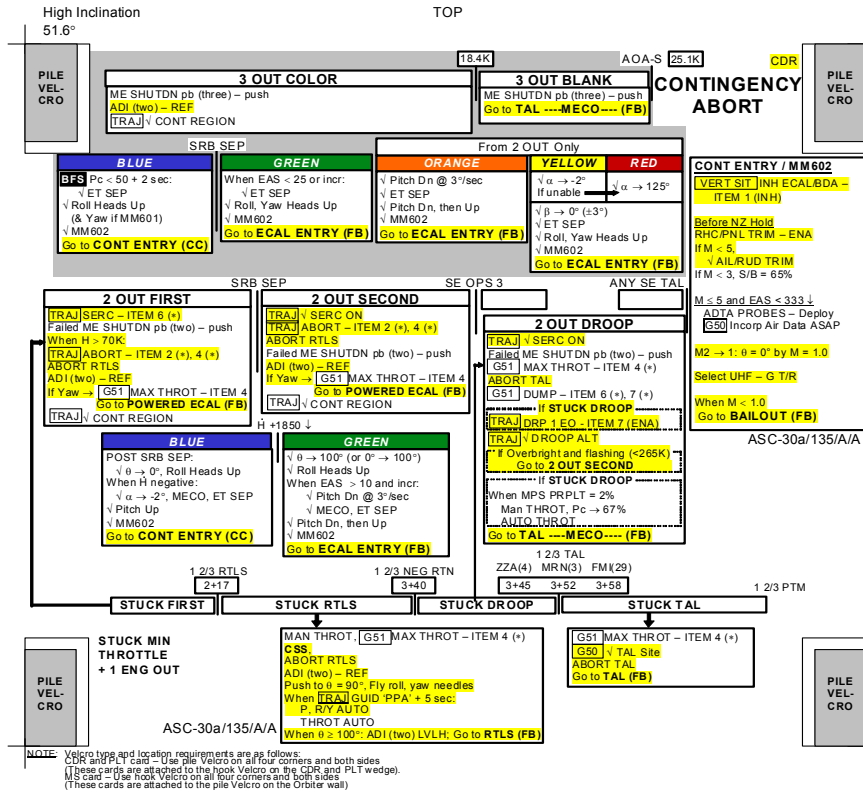 High Inclination
51.6°
TOP
PILE
VEL-
CRO
18.4K
AOA-S 25.1K
CDR
PILE
VEL-
CRO
3 OUT COLOR
ME SHUTDN pb (three) – push
ADI (two) – REF
TRAJ √ CONT REGION
3 OUT BLANK
ME SHUTDN pb (three) – push
Go to TAL ----MECO---- (FB)
CONTINGENCY
ABORT
SRB SEP
From 2 OUT Only
BLUE
BFS Pc < 50 + 2 sec:
√ ET SEP
√ Roll Heads Up
(& Yaw if MM601)
√ MM602
Go to CONT ENTRY (CC)
GREEN
When EAS < 25 or incr:
√ ET SEP
√ Roll, Yaw Heads Up
√ MM602
Go to ECAL ENTRY (FB)
ORANGE
√ Pitch Dn @ 3°/sec
√ ET SEP
√ Pitch Dn, then Up
√ MM602
Go to ECAL ENTRY (FB)
YELLOW
√ α → -2°
If unable
RED
√ α → 125°
√ β → 0° (±3°)
√ ET SEP
√ Roll, Yaw Heads Up
√ MM602
Go to ECAL ENTRY (FB)
CONT ENTRY / MM602
VERT SIT INH ECAL/BDA –
ITEM 1 (INH)
Before NZ Hold
RHC/PNL TRIM – ENA
If M < 5,
√ AIL/RUD TRIM
If M < 3, S/B = 65%
M ≤ 5 and EAS < 333 ↓
ADTA PROBES – Deploy
G50 Incorp Air Data ASAP
M2 → 1: θ = 0° by M = 1.0
Select UHF – G T/R
When M < 1.0
Go to BAILOUT (FB)
ASC-30a/135/A/A
SRB SEP
SE OPS 3
ANY SE TAL
2 OUT FIRST
TRAJ SERC – ITEM 6 (*)
Failed ME SHUTDN pb (two) – push
When H > 70K:
TRAJ ABORT – ITEM 2 (*), 4 (*)
ABORT RTLS
ADI (two) – REF
If Yaw → G51 MAX THROT – ITEM 4
Go to POWERED ECAL (FB)
TRAJ √ CONT REGION
2 OUT SECOND
TRAJ √ SERC ON
TRAJ ABORT – ITEM 2 (*), 4 (*)
ABORT RTLS
Failed ME SHUTDN pb (two) – push
ADI (two) – REF
If Yaw → G51 MAX THROT – ITEM 4
Go to POWERED ECAL (FB)
TRAJ √ CONT REGION
2 OUT DROOP
TRAJ √ SERC ON
Failed ME SHUTDN pb (two) – push
G51 MAX THROT – ITEM 4 (*)
ABORT TAL
G51 DUMP – ITEM 6 (*), 7 (*)
If STUCK DROOP
TRAJ DRP 1 EO - ITEM 7 (ENA)
TRAJ √ DROOP ALT
If Overbright and flashing (<265K)
Go to 2 OUT SECOND
If STUCK DROOP
When MPS PRPLT = 2%
Man THROT, Pc → 67%
AUTO THROT
Go to TAL ----MECO---- (FB)
Ḣ +1850 ↓
BLUE
POST SRB SEP:
√ θ → 0°, Roll Heads Up
When Ḣ negative:
√ α → -2°, MECO, ET SEP
√ Pitch Up
√ MM602
Go to CONT ENTRY (CC)
GREEN
√ θ → 100° (or 0° → 100°)
√ Roll Heads Up
When EAS > 10 and incr:
√ Pitch Dn @ 3°/sec
√ MECO, ET SEP
√ Pitch Dn, then Up
√ MM602
Go to ECAL ENTRY (FB)
1 2/3 RTLS
2+17
1 2/3 NEG RTN
3+40
1 2/3 TAL
ZZA(4) MRN(3) FMI(29)
3+45 3+52 3+58
1 2/3 PTM
STUCK FIRST
STUCK RTLS
STUCK DROOP
STUCK TAL
STUCK MIN
THROTTLE
+ 1 ENG OUT
PILE
VEL-
CRO
MAN THROT, G51 MAX THROT – ITEM 4 (*)
CSS,
ABORT RTLS
ADI (two) – REF
Push to θ = 90°, Fly roll, yaw needles
When TRAJ GUID 'PPA' + 5 sec:
P, R/Y AUTO
THROT AUTO
When θ ≥ 100°: ADI (two) LVLH; Go to RTLS (FB)
G51 MAX THROT – ITEM 4 (*)
G50 √ TAL Site
ABORT TAL
Go to TAL (FB)
PILE
VEL-
CRO
ASC-30a/135/A/A
NOTE: Velcro type and location requirements are as follows:
CDR and PLT card – Use pile Velcro on all four corners and both sides
(These cards are attached to the hook Velcro on the CDR and PLT wedge).
MS card – Use hook Velcro on all four corners and both sides
(These cards are attached to the pile Velcro on the Orbiter wall)